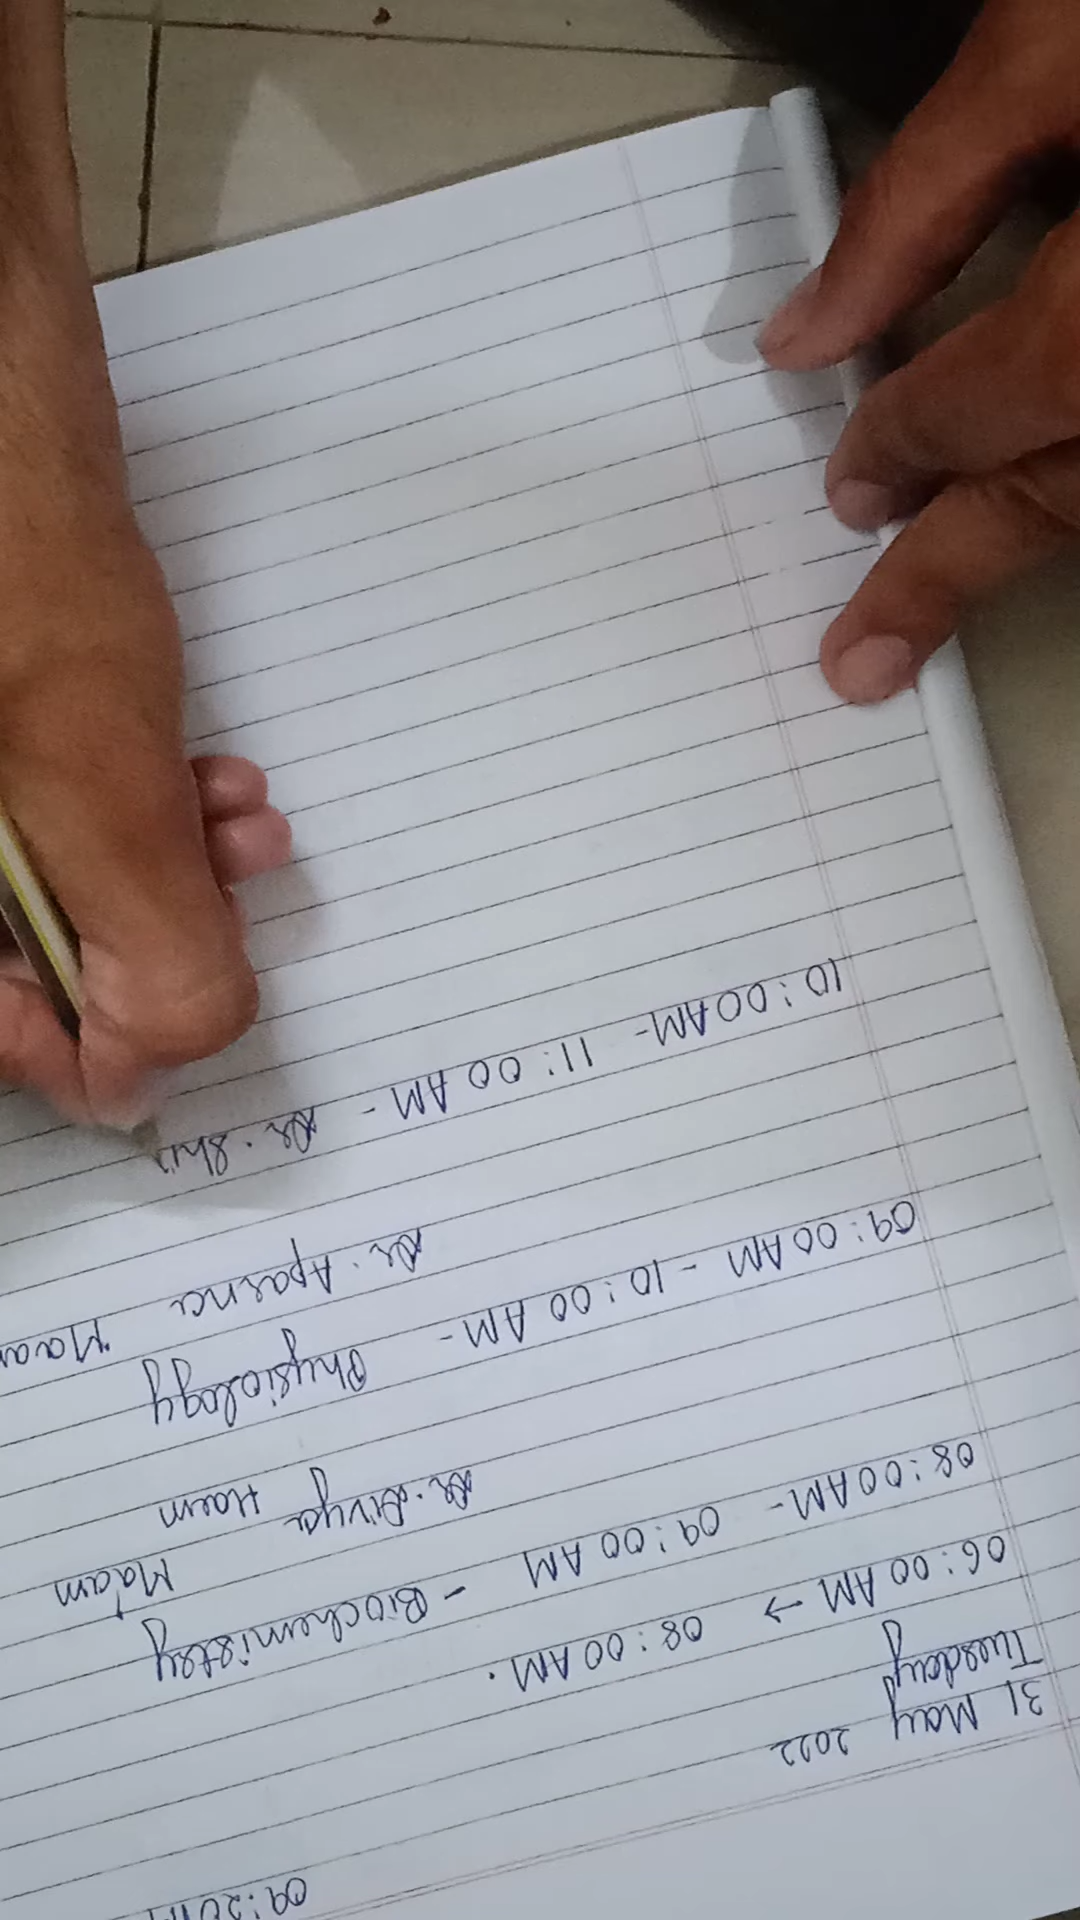 09:20
31 May 2022
Tuesday
06:00 AM → 08:00 AM.
08:00 AM - 09:00 AM - Biochemistry
Dr. Divya Ma'am
09:00 AM - 10:00 AM - Physiology
Dr. Aparna Ma'am
10:00 AM - 11:00 AM - Dr. Shi